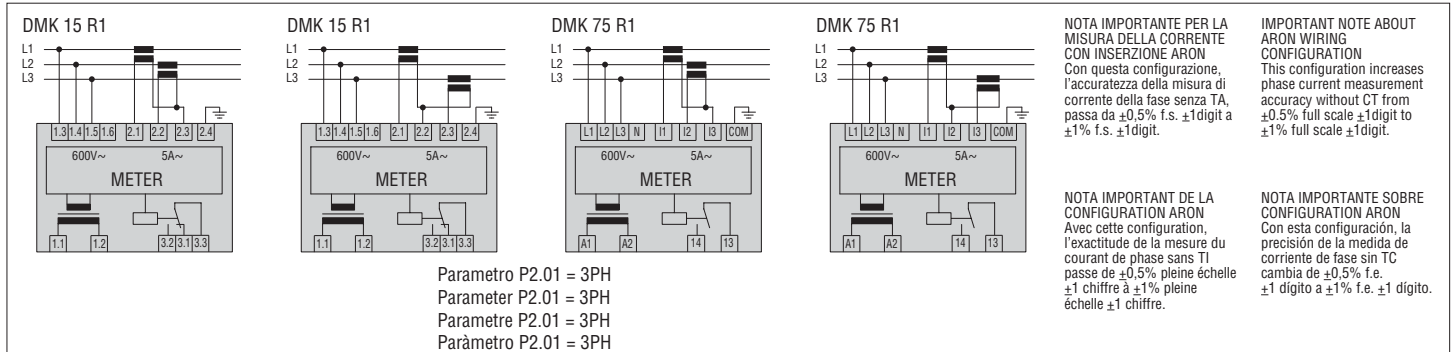 DMK 15 R1
L1
L2
L3
1.3 1.4 1.5 1.6 2.1 2.2 2.3 2.4
600V~ 5A~
METER
1.1 1.2 3.2 3.1 3.3
DMK 15 R1
L1
L2
L3
1.3 1.4 1.5 1.6 2.1 2.2 2.3 2.4
600V~ 5A~
METER
1.1 1.2 3.2 3.1 3.3
DMK 75 R1
L1
L2
L3
L1 L2 L3 N I1 I2 I3 COM
600V~ 5A~
METER
A1 A2 14 13
DMK 75 R1
L1
L2
L3
L1 L2 L3 N I1 I2 I3 COM
600V~ 5A~
METER
A1 A2 14 13
Parametro P2.01 = 3PH
Parameter P2.01 = 3PH
Parametre P2.01 = 3PH
Paràmetro P2.01 = 3PH
NOTA IMPORTANTE PER LA
MISURA DELLA CORRENTE
CON INSERZIONE ARON
Con questa configurazione,
l'accuratezza della misura di
corrente della fase senza TA,
passa da ±0,5% f.s. ±1digit a
±1% f.s. ±1digit.
IMPORTANT NOTE ABOUT
ARON WIRING
CONFIGURATION
This configuration increases
phase current measurement
accuracy without CT from
±0.5% full scale ±1digit to
±1% full scale ±1digit.
NOTA IMPORTANT DE LA
CONFIGURATION ARON
Avec cette configuration,
l'exactitude de la mesure du
courant de phase sans TI
passe de ±0,5% pleine échelle
±1 chiffre à ±1% pleine
échelle ±1 chiffre.
NOTA IMPORTANTE SOBRE
CONFIGURATION ARON
Con esta configuración, la
precisión de la medida de
corriente de fase sin TC
cambia de ±0,5% f.e.
±1 dígito a ±1% f.e. ±1 dígito.